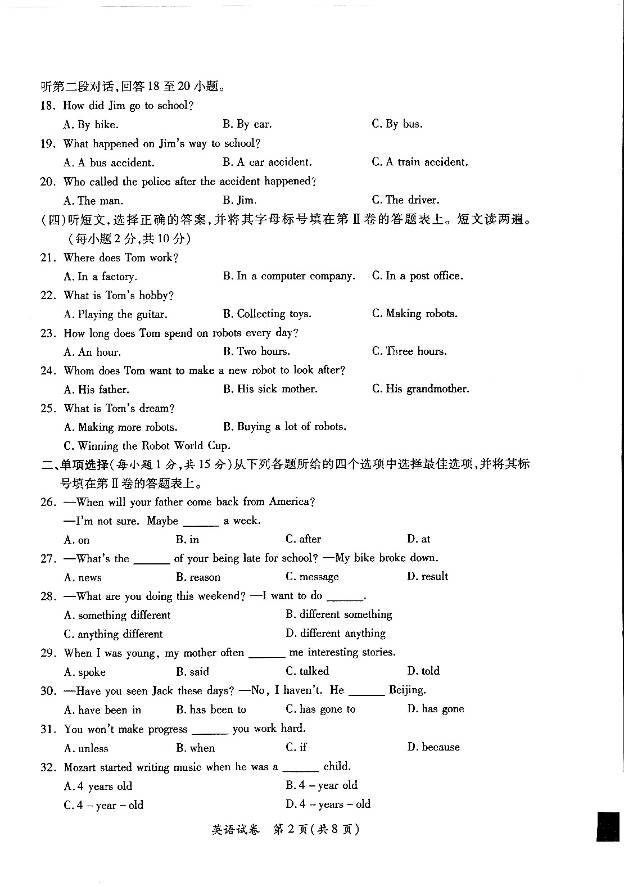 听第二段对话,回答 18 至 20 小题。
18. How did Jim go to school?
A. By bike. B. By car. C. By bus.
19. What happened on Jim's way to school?
A. A bus accident. B. A car accident. C. A train accident.
20. Who called the police after the accident happened?
A. The man. B. Jim. C. The driver.
(四)听短文,选择正确的答案,并将其字母标号填在第Ⅱ卷的答题表上。短文读两遍。
(每小题 2 分,共 10 分)
21. Where does Tom work?
A. In a factory. B. In a computer company. C. In a post office.
22. What is Tom's hobby?
A. Playing the guitar. B. Collecting toys. C. Making robots.
23. How long does Tom spend on robots every day?
A. An hour. B. Two hours. C. Three hours.
24. Whom does Tom want to make a new robot to look after?
A. His father. B. His sick mother. C. His grandmother.
25. What is Tom's dream?
A. Making more robots. B. Buying a lot of robots.
C. Winning the Robot World Cup.
二、单项选择(每小题 1 分,共 15 分)从下列各题所给的四个选项中选择最佳选项,并将其标
号填在第Ⅱ卷的答题表上。
26. —When will your father come back from America?
—I'm not sure. Maybe ______ a week.
A. on B. in C. after D. at
27. —What's the ______ of your being late for school? —My bike broke down.
A. news B. reason C. message D. result
28. —What are you doing this weekend? —I want to do ______.
A. something different B. different something
C. anything different D. different anything
29. When I was young, my mother often ______ me interesting stories.
A. spoke B. said C. talked D. told
30. —Have you seen Jack these days? —No, I haven't. He ______ Beijing.
A. have been in B. has been to C. has gone to D. has gone
31. You won't make progress ______ you work hard.
A. unless B. when C. if D. because
32. Mozart started writing music when he was a ______ child.
A. 4 years old B. 4 – year old
C. 4 – year – old D. 4 – years – old
英语试卷 第 2 页(共 8 页)